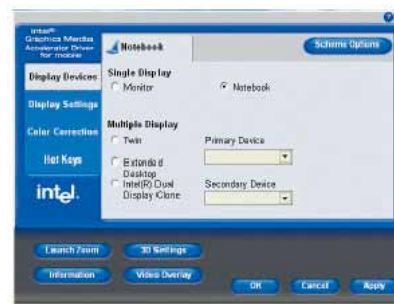 intel®
Graphics Media
Accelerator Driver
for mobile
Notebook
Scheme Options
Display Devices
Display Settings
Color Correction
Hot Keys
intel.
Single Display
Monitor
Notebook
Multiple Display
Twin
Primary Device
Extended
Desktop
Intel(R) Dual
Display Clone
Secondary Device
Launch Zoom
3D Settings
Information
Video Overlay
OK
Cancel
Apply